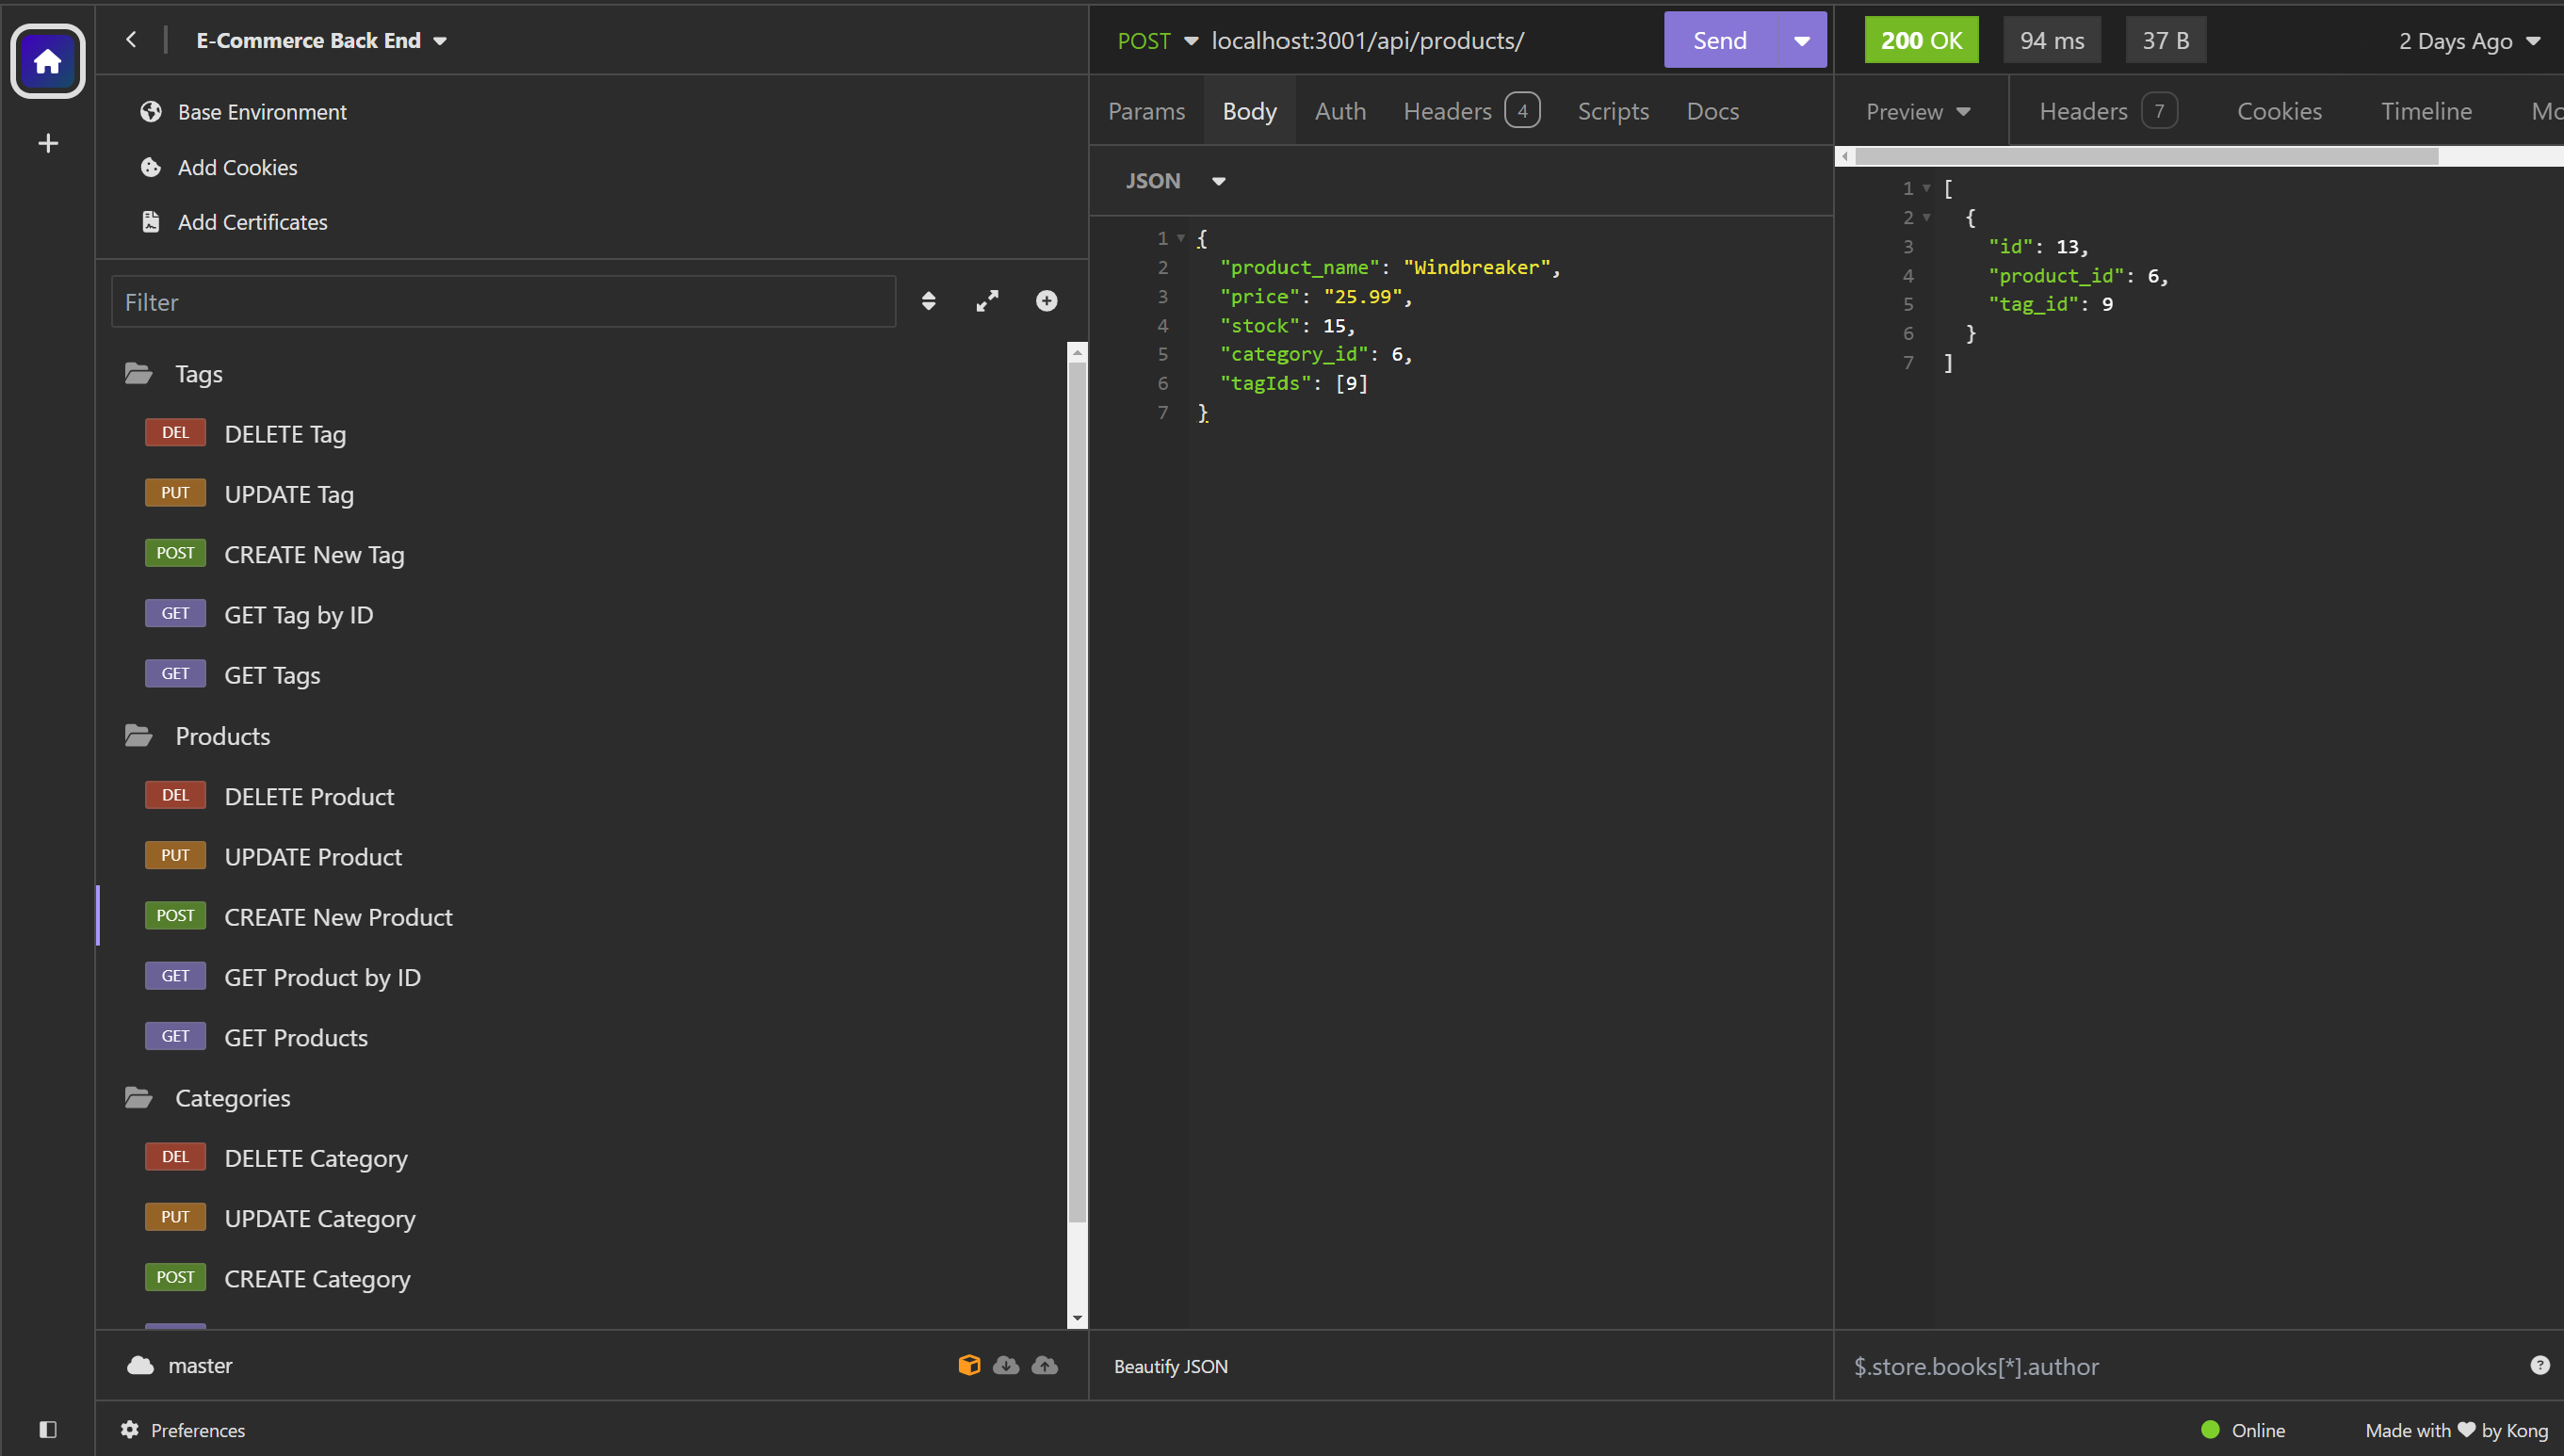 E-Commerce Back End
Base Environment
Add Cookies
Add Certificates
Filter
Tags
DEL DELETE Tag
PUT UPDATE Tag
POST CREATE New Tag
GET GET Tag by ID
GET GET Tags
Products
DEL DELETE Product
PUT UPDATE Product
POST CREATE New Product
GET GET Product by ID
GET GET Products
Categories
DEL DELETE Category
PUT UPDATE Category
POST CREATE Category
master
Preferences
POST localhost:3001/api/products/ Send
Params Body Auth Headers 4 Scripts Docs
JSON
1 {
2 "product_name": "Windbreaker",
3 "price": "25.99",
4 "stock": 15,
5 "category_id": 6,
6 "tagIds": [9]
7 }
Beautify JSON
200 OK 94 ms 37 B 2 Days Ago
Preview Headers 7 Cookies Timeline Mo
1 [
2 {
3 "id": 13,
4 "product_id": 6,
5 "tag_id": 9
6 }
7 ]
$.store.books[*].author
Online Made with by Kong